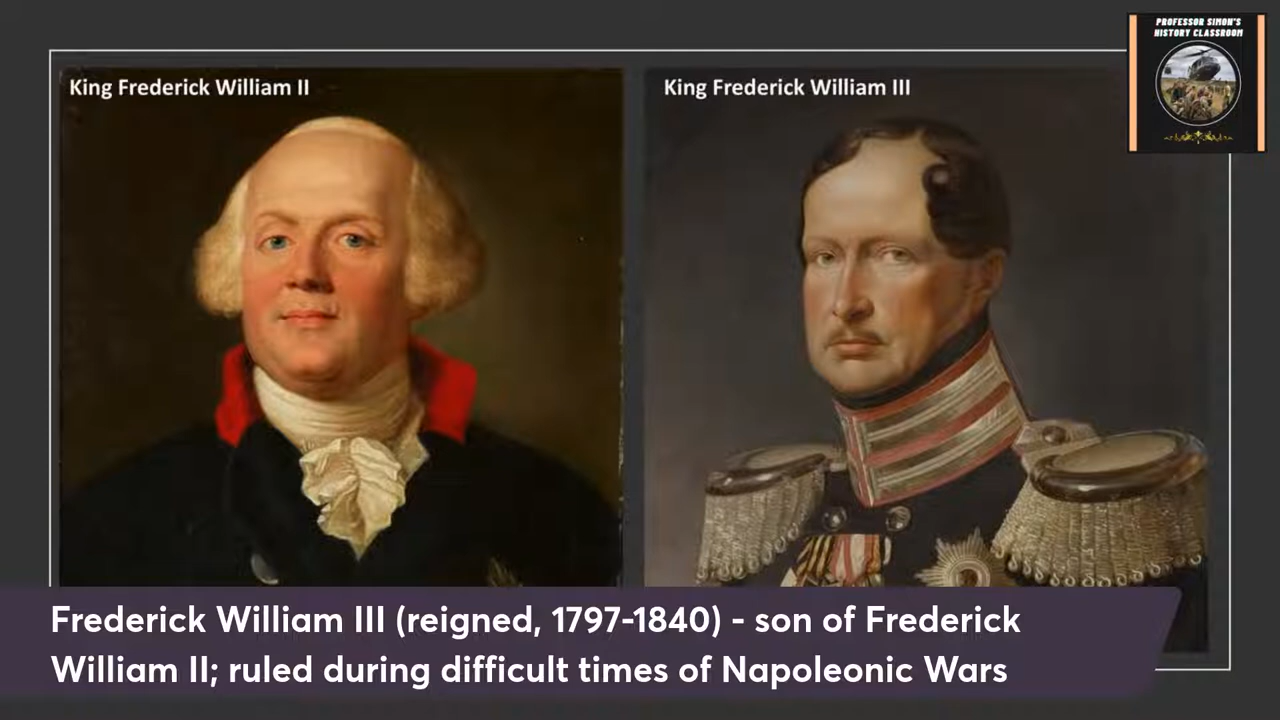 PROFESSOR SIMON'S
HISTORY CLASSROOM
King Frederick William II
King Frederick William III
Frederick William III (reigned, 1797-1840) - son of Frederick
William II; ruled during difficult times of Napoleonic Wars